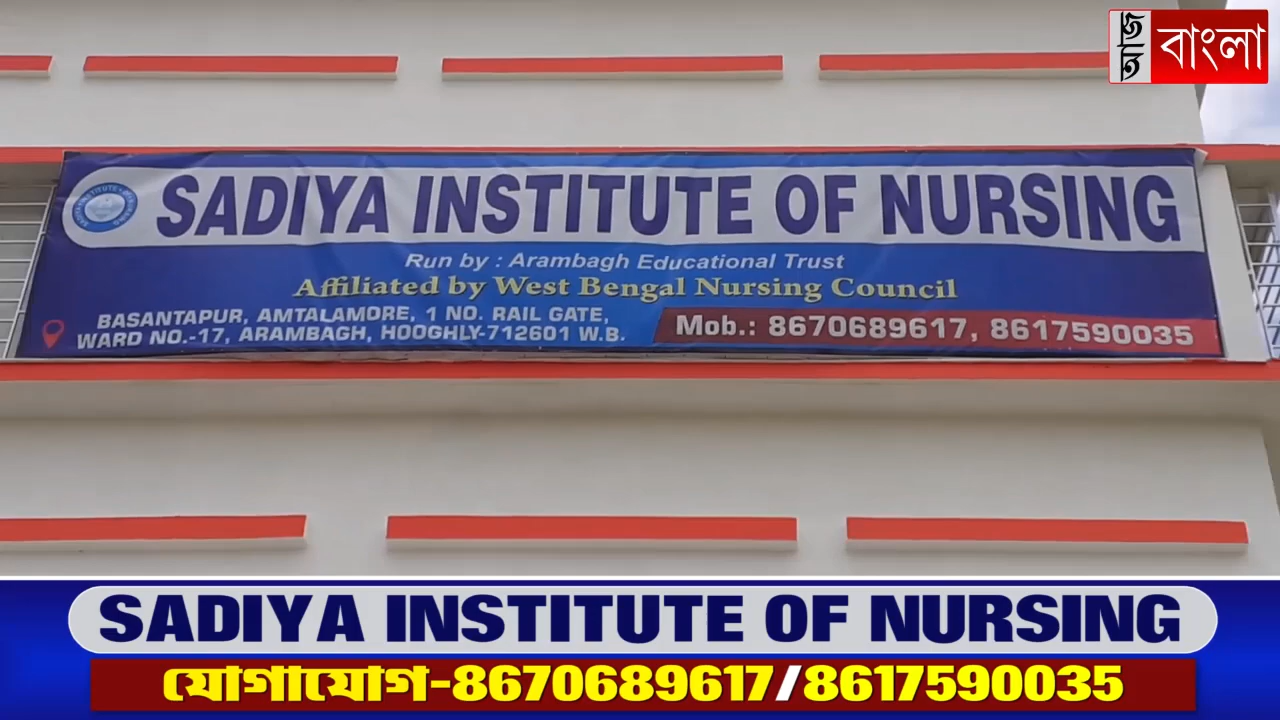 আজ বাংলা
SADIYA INSTITUTE OF NURSING
Run by : Arambagh Educational Trust
Affiliated by West Bengal Nursing Council
BASANTAPUR, AMTALAMORE, 1 NO. RAIL GATE,
WARD NO.-17, ARAMBAGH, HOOGHLY-712601 W.B.
Mob.: 8670689617, 8617590035
SADIYA INSTITUTE OF NURSING
যোগাযোগ-8670689617/8617590035